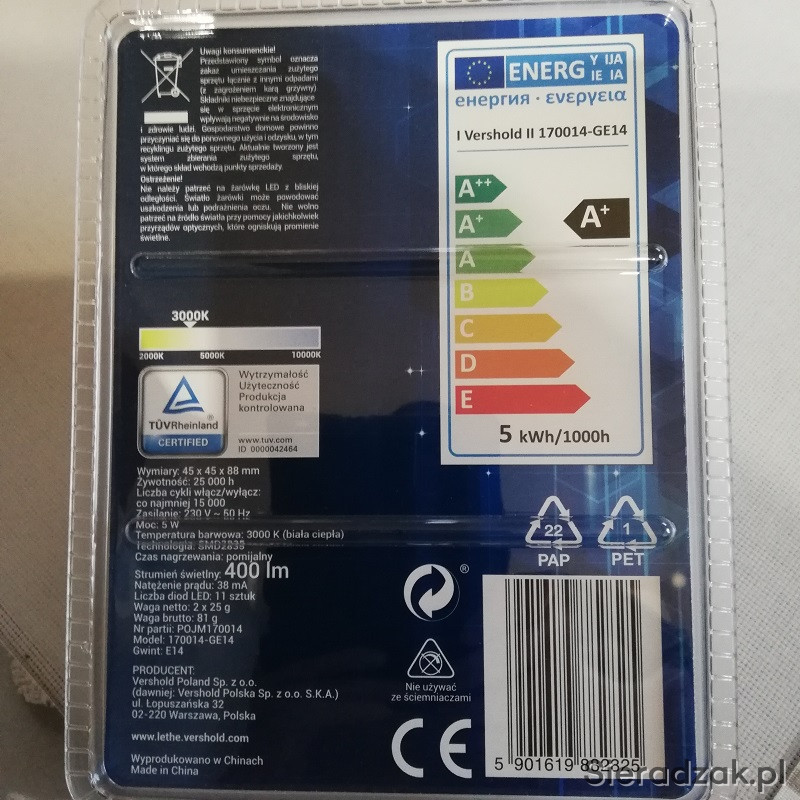 Uwagi konsumenckie!
Przedstawiony symbol oznacza
zakaz umieszczania zużytego
sprzętu łącznie z innymi odpadami
(z zagrożeniem karą grzywny)
Składniki niebezpieczne znajdujące
się w sprzęcie elektronicznym
wpływają negatywnie na środowisko
i zdrowie ludzi. Gospodarstwo domowe powinno
przyczyniać się do ponownego użycia i odzysku, w tym
recyklingu zużytego sprzętu. Aktualnie tworzony jest
system zbierania zużytego sprzętu,
w którego skład wchodzą punkty sprzedaży.
Ostrzeżenie!
Nie należy patrzeć na żarówkę LED z bliskiej
odległości. Światło żarówki może powodować
uszkodzenia lub podrażnienia oczu. Nie wolno
patrzeć na źródło światła przy pomocy jakichkolwiek
przyrządów optycznych, które ogniskują promienie
świetlne.
ENERG Y IJA
IE IA
енергия · ενεργεια
I Vershold II 170014-GE14
A++
A+
A+
A
B
C
D
E
5 kWh/1000h
3000K
2000K 5000K 10000K
TÜVRheinland ®
CERTIFIED
Wytrzymałość
Użyteczność
Produkcja
kontrolowana
www.tuv.com
ID 0000042464
Wymiary: 45 x 45 x 88 mm
Żywotność: 25 000 h
Liczba cykli włącz/wyłącz:
co najmniej 15 000
Zasilanie: 230 V ~ 50 Hz
Moc: 5 W
Temperatura barwowa: 3000 K (biała ciepła)
Technologia: SMD2835
Czas nagrzewania: pomijalny
Strumień świetlny: 400 lm
Natężenie prądu: 38 mA
Liczba diod LED: 11 sztuk
Waga netto: 2 x 25 g
Waga brutto: 81 g
Nr partii: POJM170014
Model: 170014-GE14
Gwint: E14
PRODUCENT:
Vershold Poland Sp. z o.o.
(dawniej: Vershold Polska Sp. z o.o. S.K.A.)
ul. Łopuszańska 32
02-220 Warszawa, Polska
www.lethe.vershold.com
Wyprodukowano w Chinach
Made in China
22
PAP
1
PET
®
Nie używać
ze ściemniaczami
CE
5 901619 832325
Sieradzak.pl